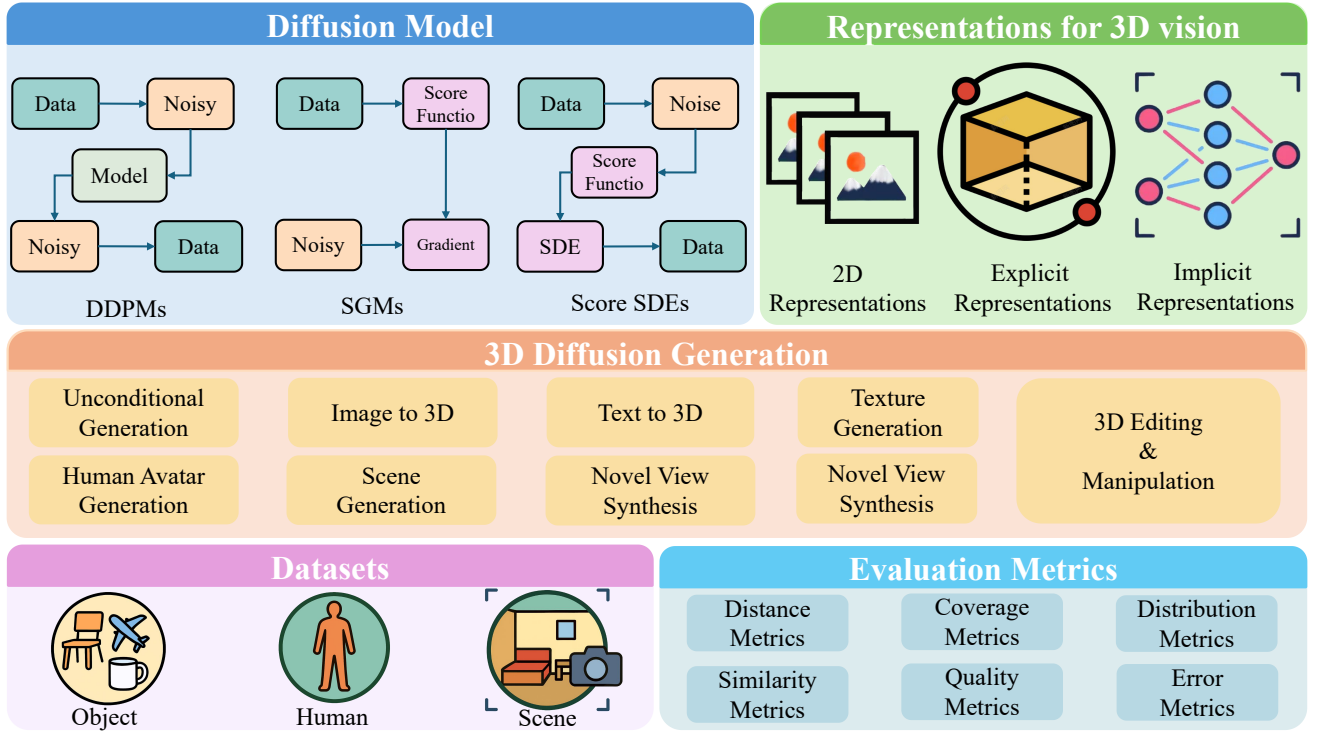 Diffusion Model
Data
Noisy
Model
Noisy
Data
DDPMs
Data
Score
Functio
Noisy
Gradient
SGMs
Data
Noise
Score
Functio
SDE
Data
Score SDEs
Representations for 3D vision
2D
Representations
Explicit
Representations
Implicit
Representations
3D Diffusion Generation
Unconditional
Generation
Image to 3D
Text to 3D
Texture
Generation
3D Editing
&
Manipulation
Human Avatar
Generation
Scene
Generation
Novel View
Synthesis
Novel View
Synthesis
Datasets
Object
Human
Scene
Evaluation Metrics
Distance
Metrics
Coverage
Metrics
Distribution
Metrics
Similarity
Metrics
Quality
Metrics
Error
Metrics